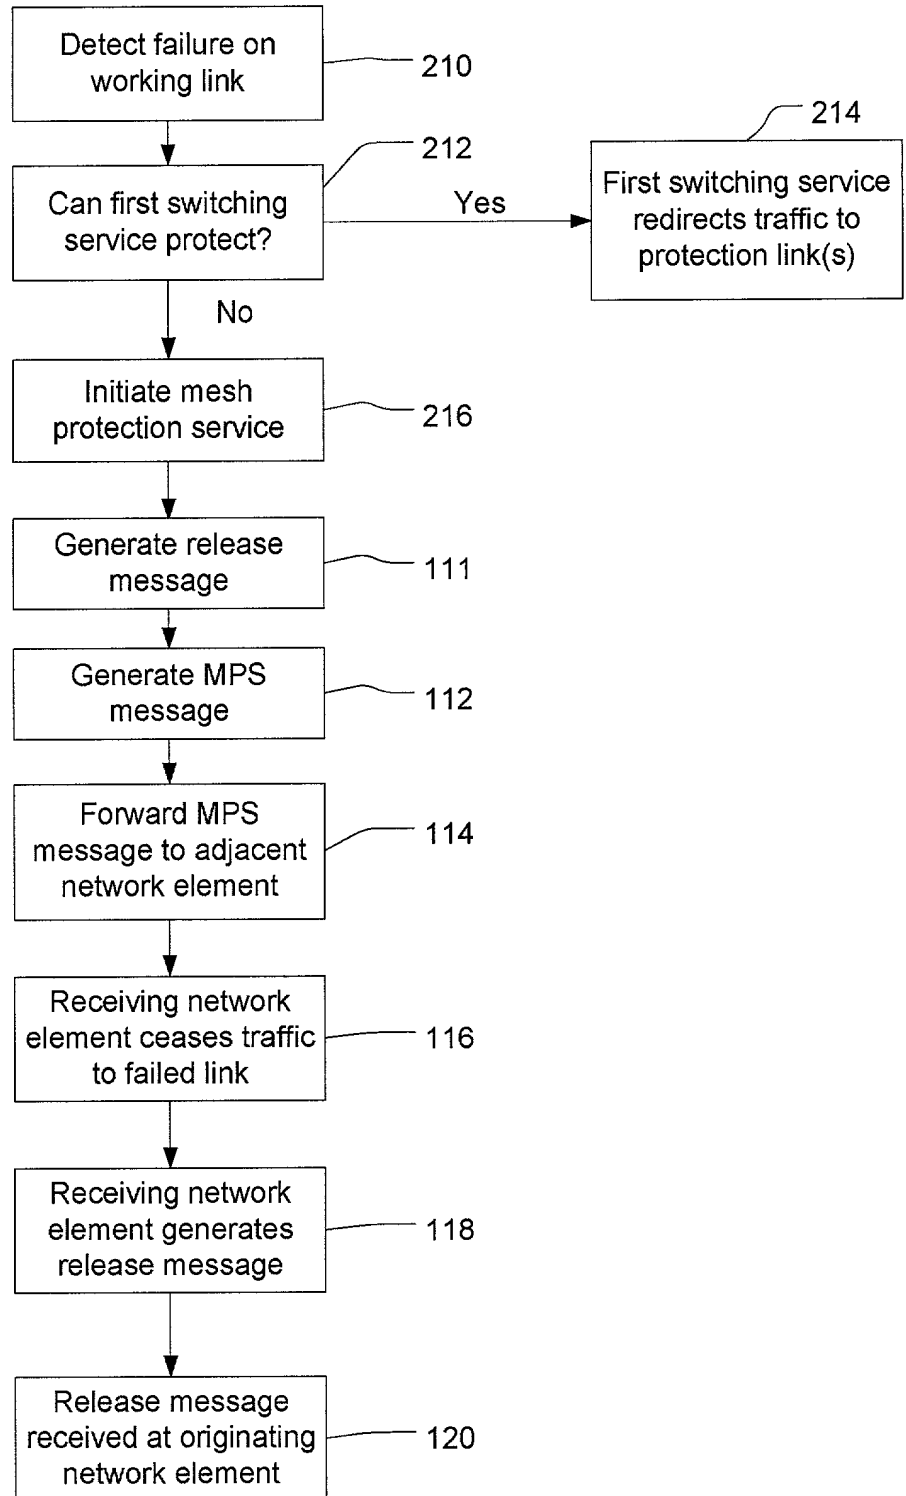 Detect failure on
working link
210
212
214
Can first switching
service protect?
Yes
First switching service
redirects traffic to
protection link(s)
No
Initiate mesh
protection service
216
Generate release
message
111
Generate MPS
message
112
Forward MPS
message to adjacent
network element
114
Receiving network
element ceases traffic
to failed link
116
Receiving network
element generates
release message
118
Release message
received at originating
network element
120